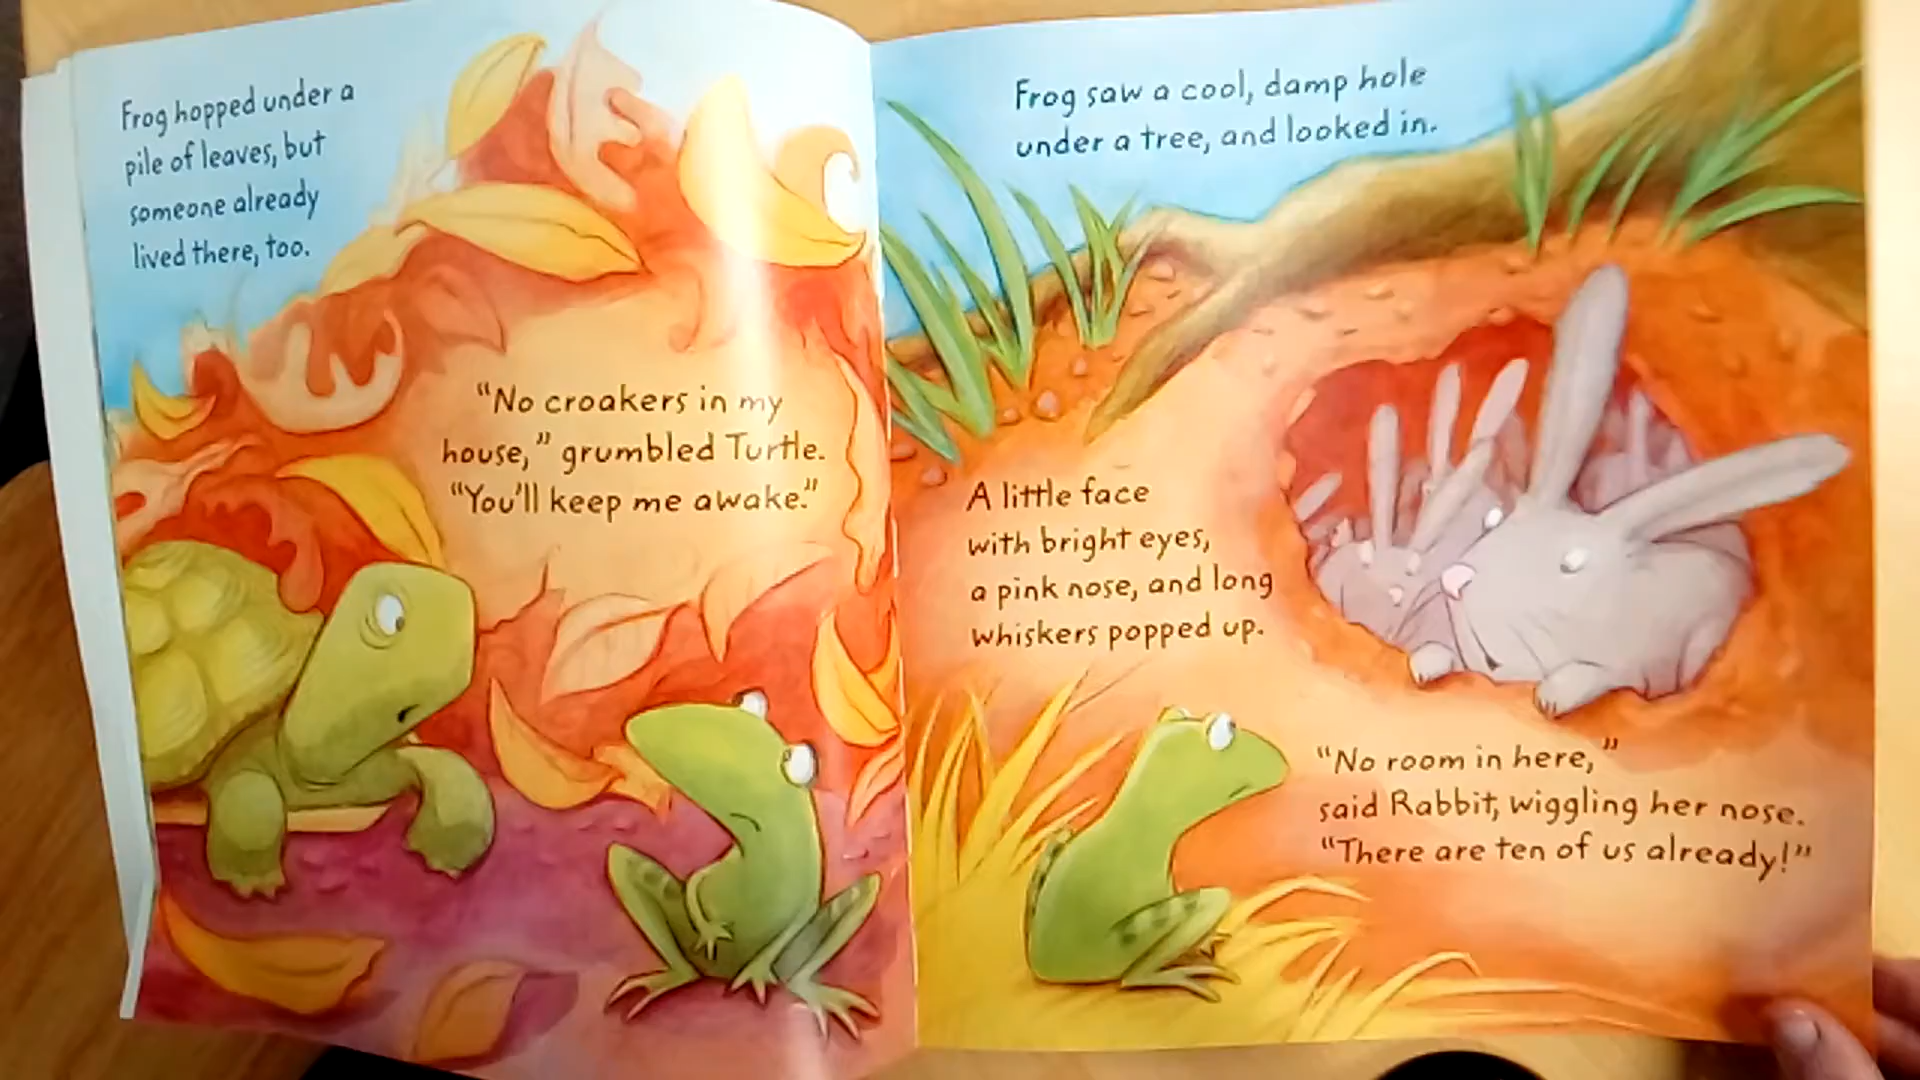 Frog hopped under a
pile of leaves, but
someone already
lived there, too.
"No croakers in my
house," grumbled Turtle.
"You'll keep me awake."
Frog saw a cool, damp hole
under a tree, and looked in.
A little face
with bright eyes,
a pink nose, and long
whiskers popped up.
"No room in here,"
said Rabbit, wiggling her nose.
"There are ten of us already!"